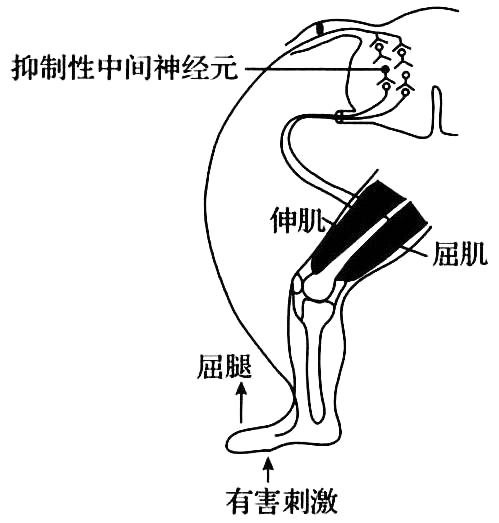 抑制性中间神经元
伸肌
屈肌
屈腿
有害刺激